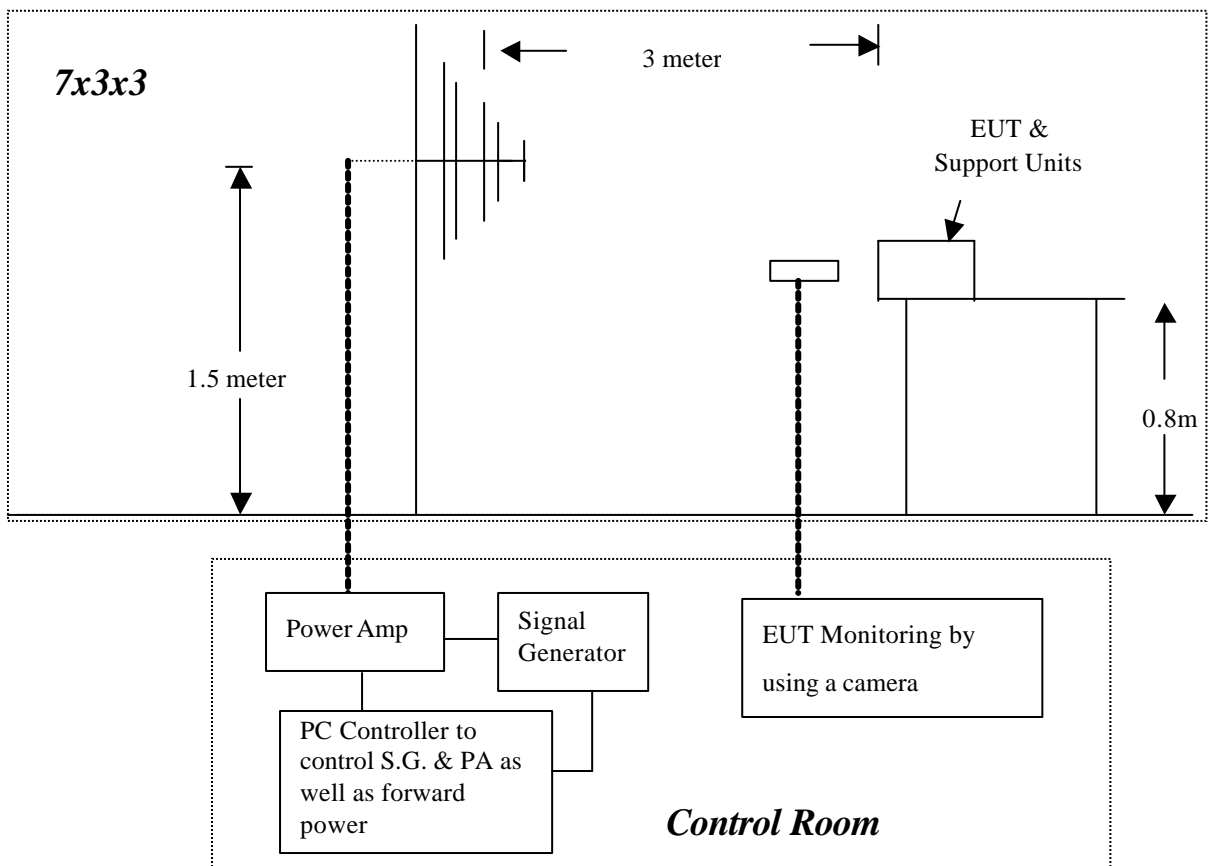 7x3x3
3 meter
EUT &
Support Units
1.5 meter
0.8m
Power Amp
Signal
Generator
EUT Monitoring by
using a camera
PC Controller to
control S.G. & PA as
well as forward
power
Control Room